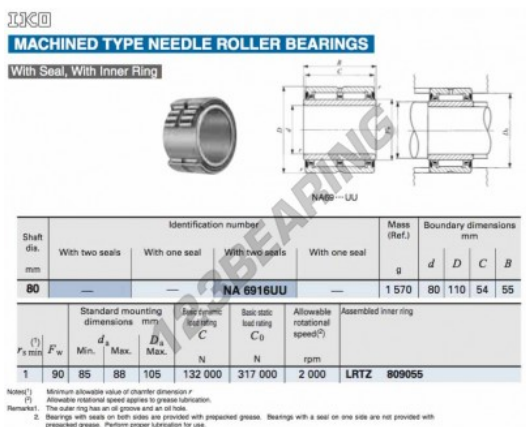 IKO
MACHINED TYPE NEEDLE ROLLER BEARINGS
With Seal, With Inner Ring
B
C
r
D
d
Fw
da
Da
NA69···UU
123BEARING
Shaft dia. mm
Identification number
Mass (Ref.) g
Boundary dimensions mm
With two seals With one seal With two seals With one seal
d D C B
80 — — NA 6916UU — 1 570 80 110 54 55
(¹) rs min Fw
Standard mounting dimensions mm
da Min. Max. Da Max.
Basic dynamic load rating C N
Basic static load rating C0 N
Allowable rotational speed(²) rpm
Assembled inner ring
1 90 85 88 105 132 000 317 000 2 000 LRTZ 809055
Notes(¹) Minimum allowable value of chamfer dimension r
(²) Allowable rotational speed applies to grease lubrication.
Remarks1. The outer ring has an oil groove and an oil hole.
2. Bearings with seals on both sides are provided with prepacked grease. Bearings with a seal on one side are not provided with
prepacked grease. Perform proper lubrication for use.